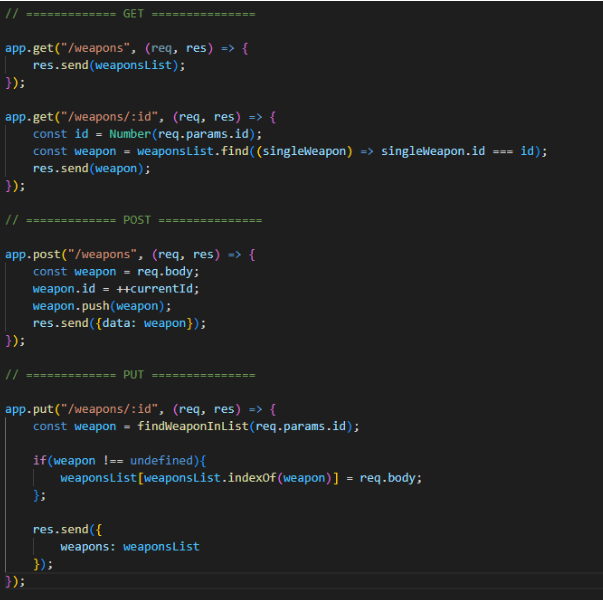 // ============= GET ===============
app.get("/weapons", (req, res) => {
    res.send(weaponsList);
});
app.get("/weapons/:id", (req, res) => {
    const id = Number(req.params.id);
    const weapon = weaponsList.find((singleWeapon) => singleWeapon.id === id);
    res.send(weapon);
});
// ============= POST ===============
app.post("/weapons", (req, res) => {
    const weapon = req.body;
    weapon.id = ++currentId;
    weapon.push(weapon);
    res.send({data: weapon});
});
// ============= PUT ===============
app.put("/weapons/:id", (req, res) => {
    const weapon = findWeaponInList(req.params.id);
    if(weapon !== undefined){
        weaponsList[weaponsList.indexOf(weapon)] = req.body;
    };
    res.send({
        weapons: weaponsList
    });
});